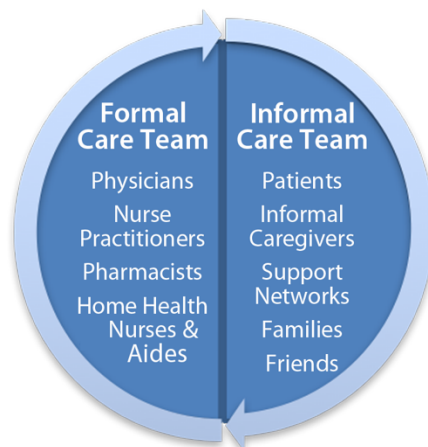 Formal
Care Team
Physicians
Nurse
Practitioners
Pharmacists
Home Health
Nurses &
Aides
Informal
Care Team
Patients
Informal
Caregivers
Support
Networks
Families
Friends